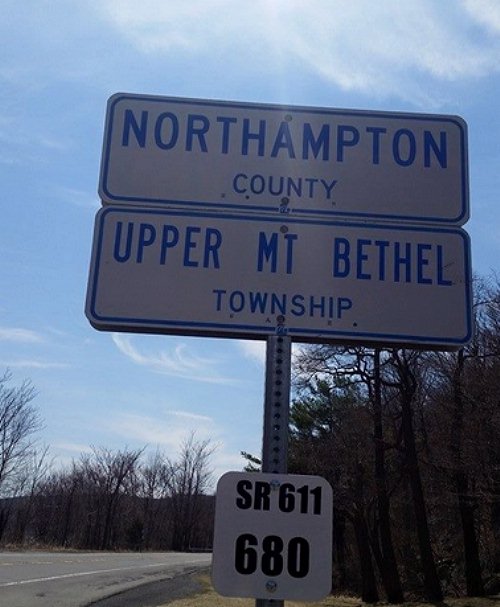 NORTHAMPTON
COUNTY
UPPER MT BETHEL
TOWNSHIP
SR 611
680